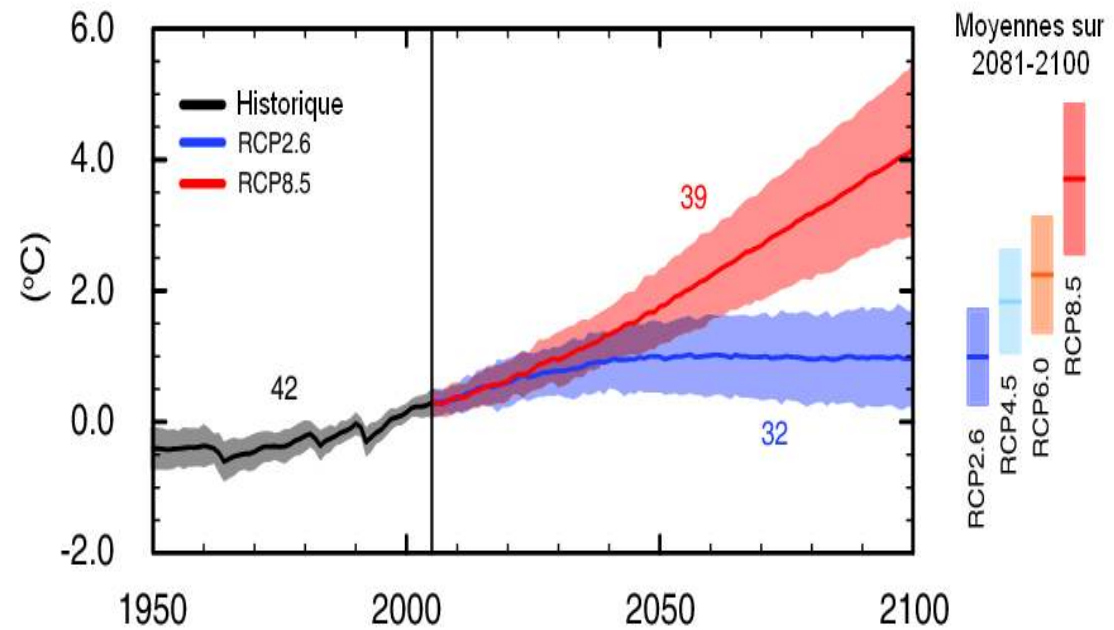 6.0
4.0
2.0
0.0
-2.0
(°C)
1950
2000
2050
2100
Historique
RCP2.6
RCP8.5
42
39
32
Moyennes sur
2081-2100
RCP2.6
RCP4.5
RCP6.0
RCP8.5